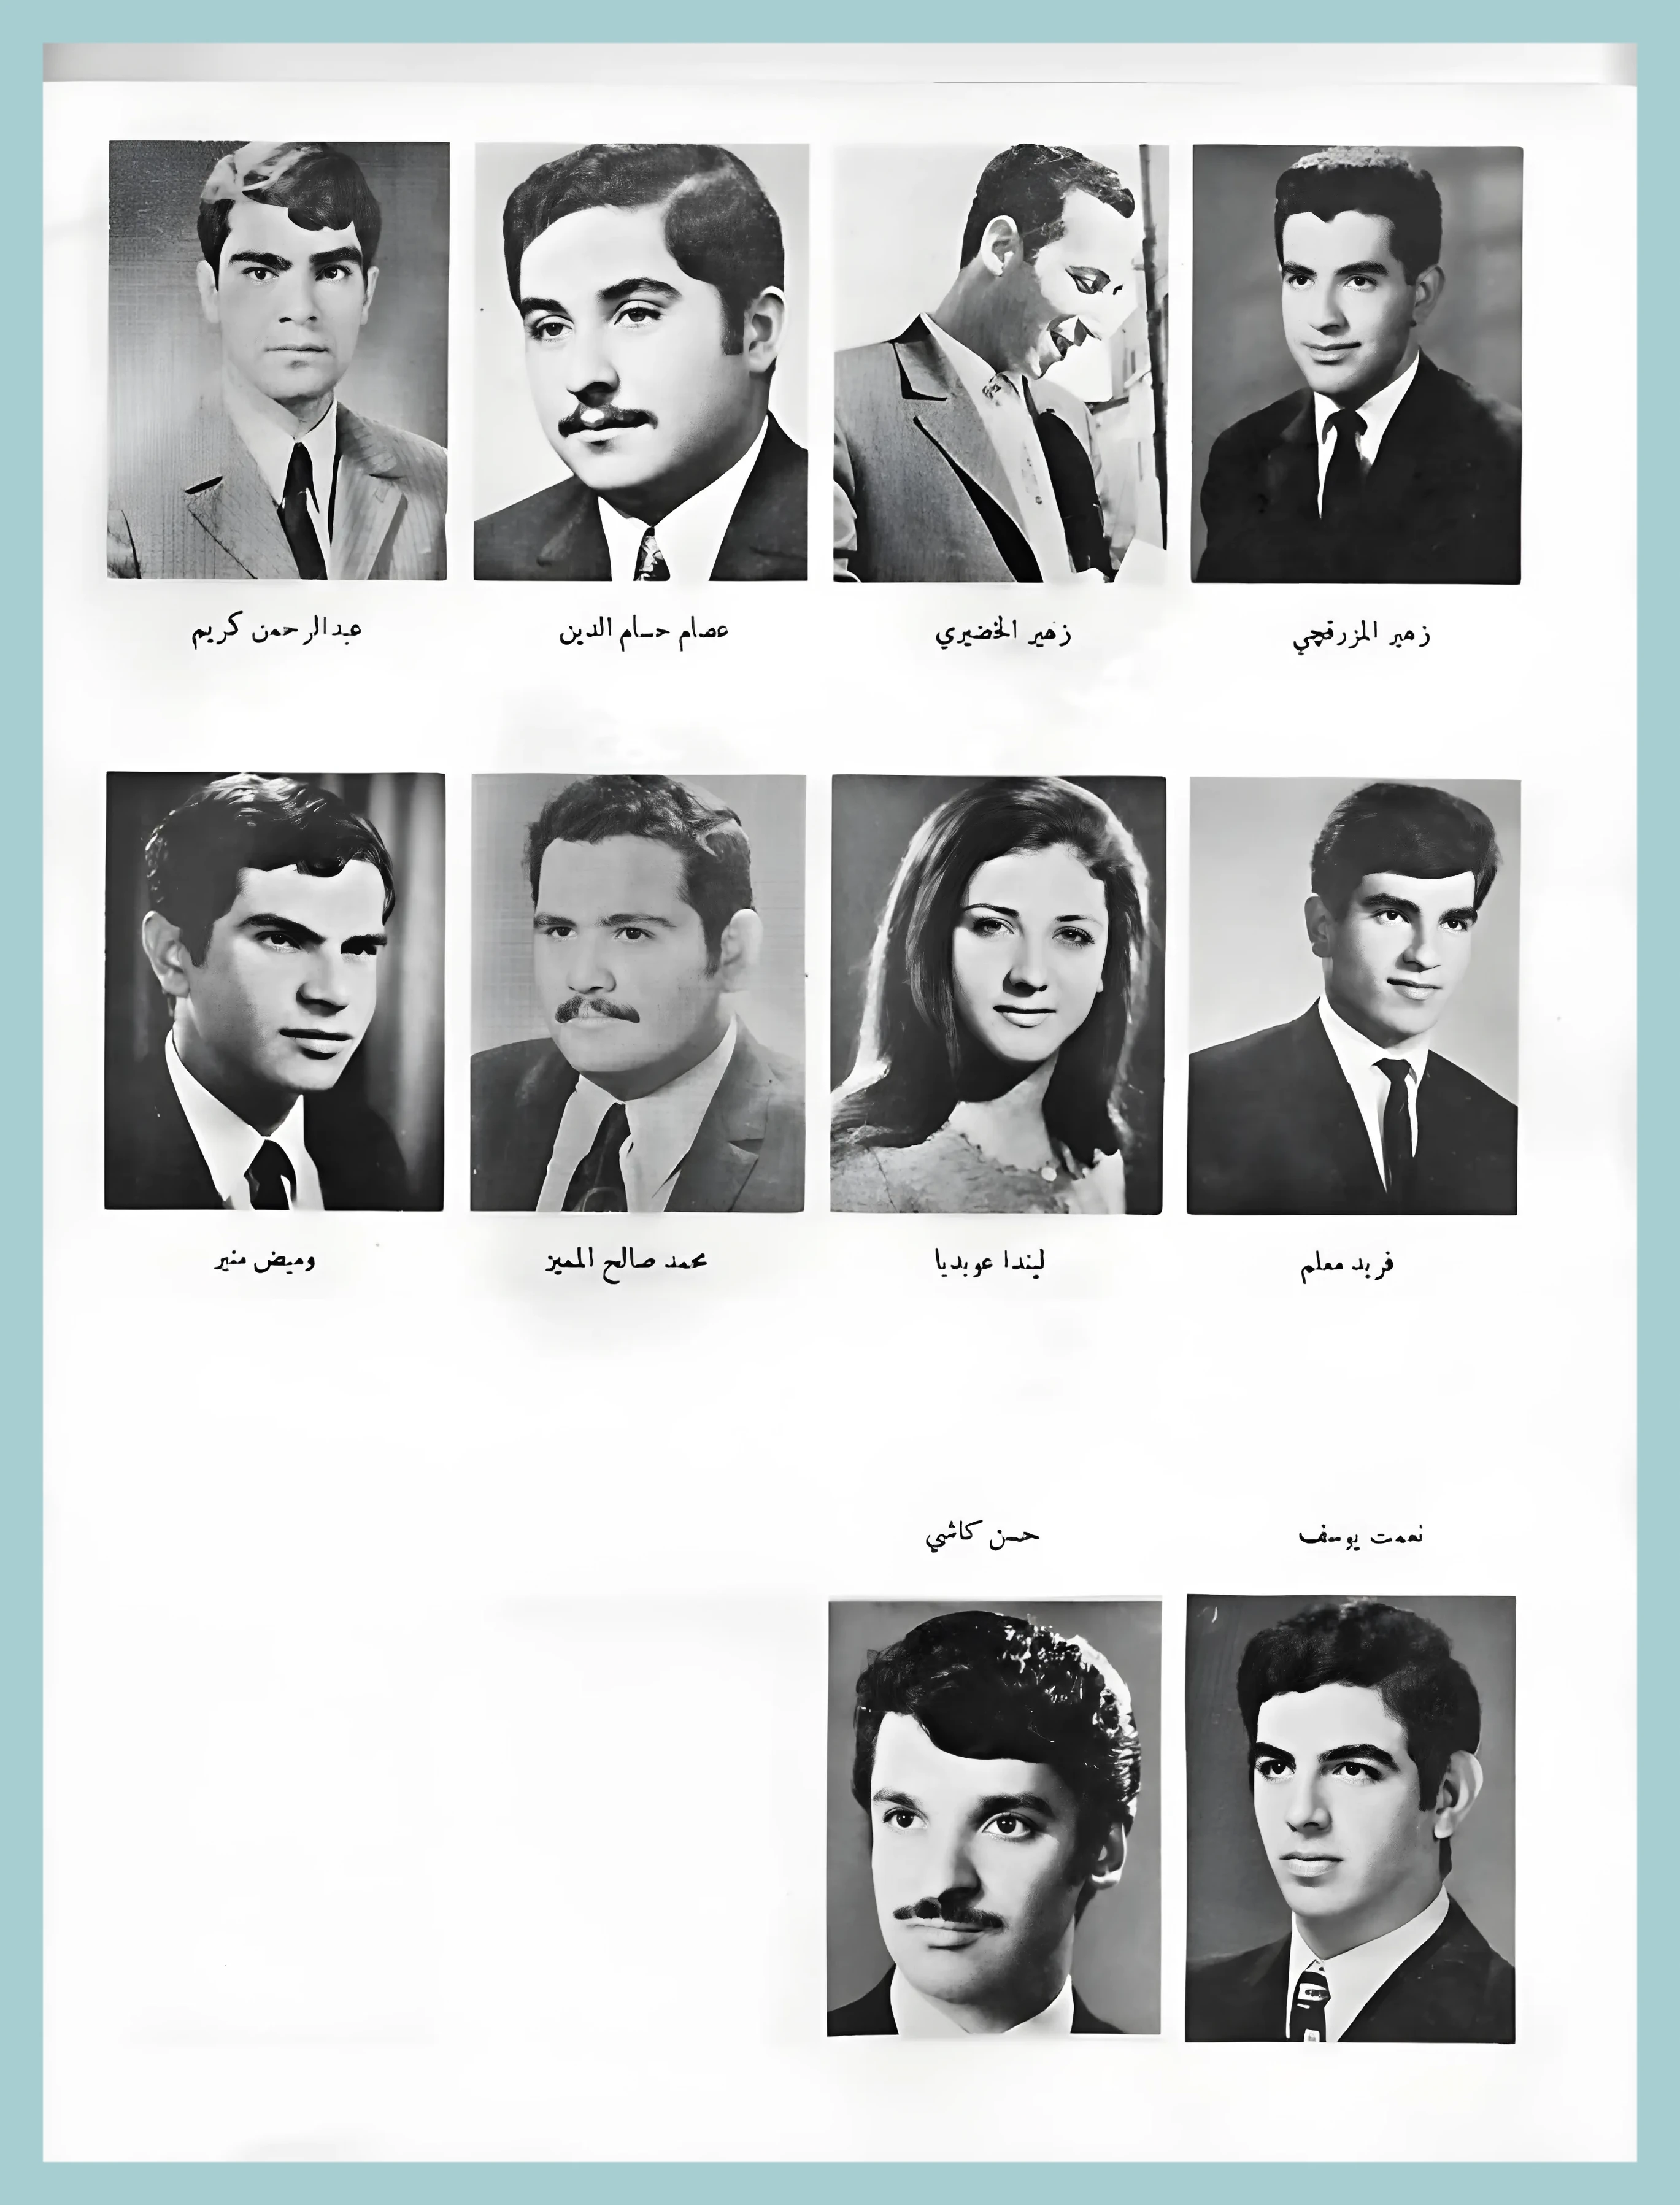 زهير المزرقچي
زهير الخضيري
عصام حسام الدين
عبدالرحمن كريم
فريد معلم
ليندا عوبديا
محمد صالح المميز
وميض منير
نعمت يوسف
حسن كاشي